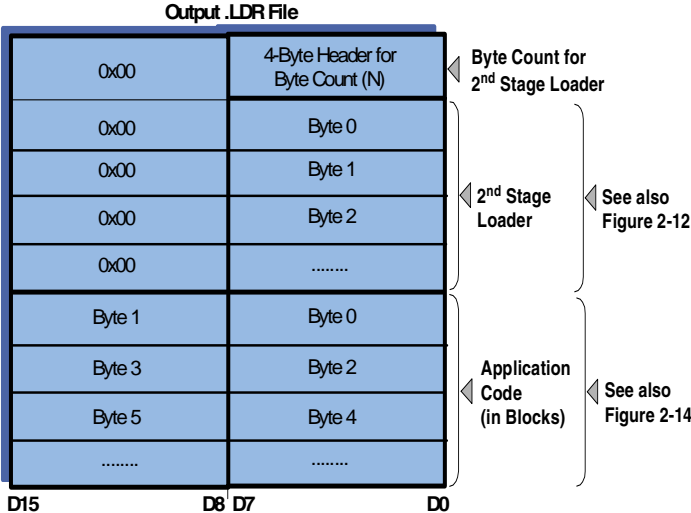 Output .LDR File
0x00
4-Byte Header for
Byte Count (N)
Byte Count for
2nd Stage Loader
0x00
Byte 0
0x00
Byte 1
0x00
Byte 2
0x00
........
2nd Stage
Loader
See also
Figure 2-12
Byte 1
Byte 0
Byte 3
Byte 2
Byte 5
Byte 4
........
........
Application
Code
(in Blocks)
See also
Figure 2-14
D15
D8
D7
D0